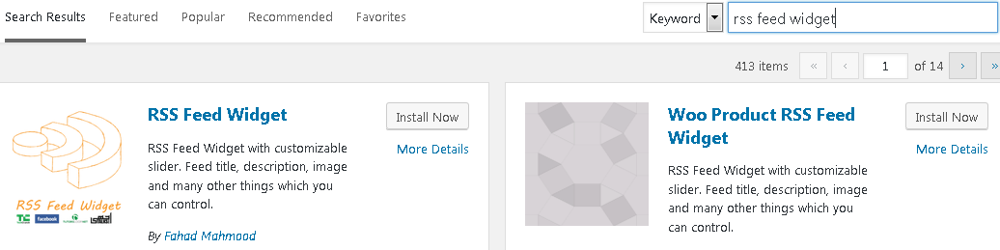 Search Results Featured Popular Recommended Favorites Keyword rss feed widget
413 items « ‹ 1 of 14 › »
RSS Feed Widget
Install Now
More Details
RSS Feed Widget with customizable
slider. Feed title, description, image
and many other things which you
can control.
By Fahad Mahmood
RSS Feed Widget
TC facebook
Woo Product RSS Feed
Widget
Install Now
More Details
RSS Feed Widget with customizable
slider. Feed title, description, image
and many other things which you
can control.